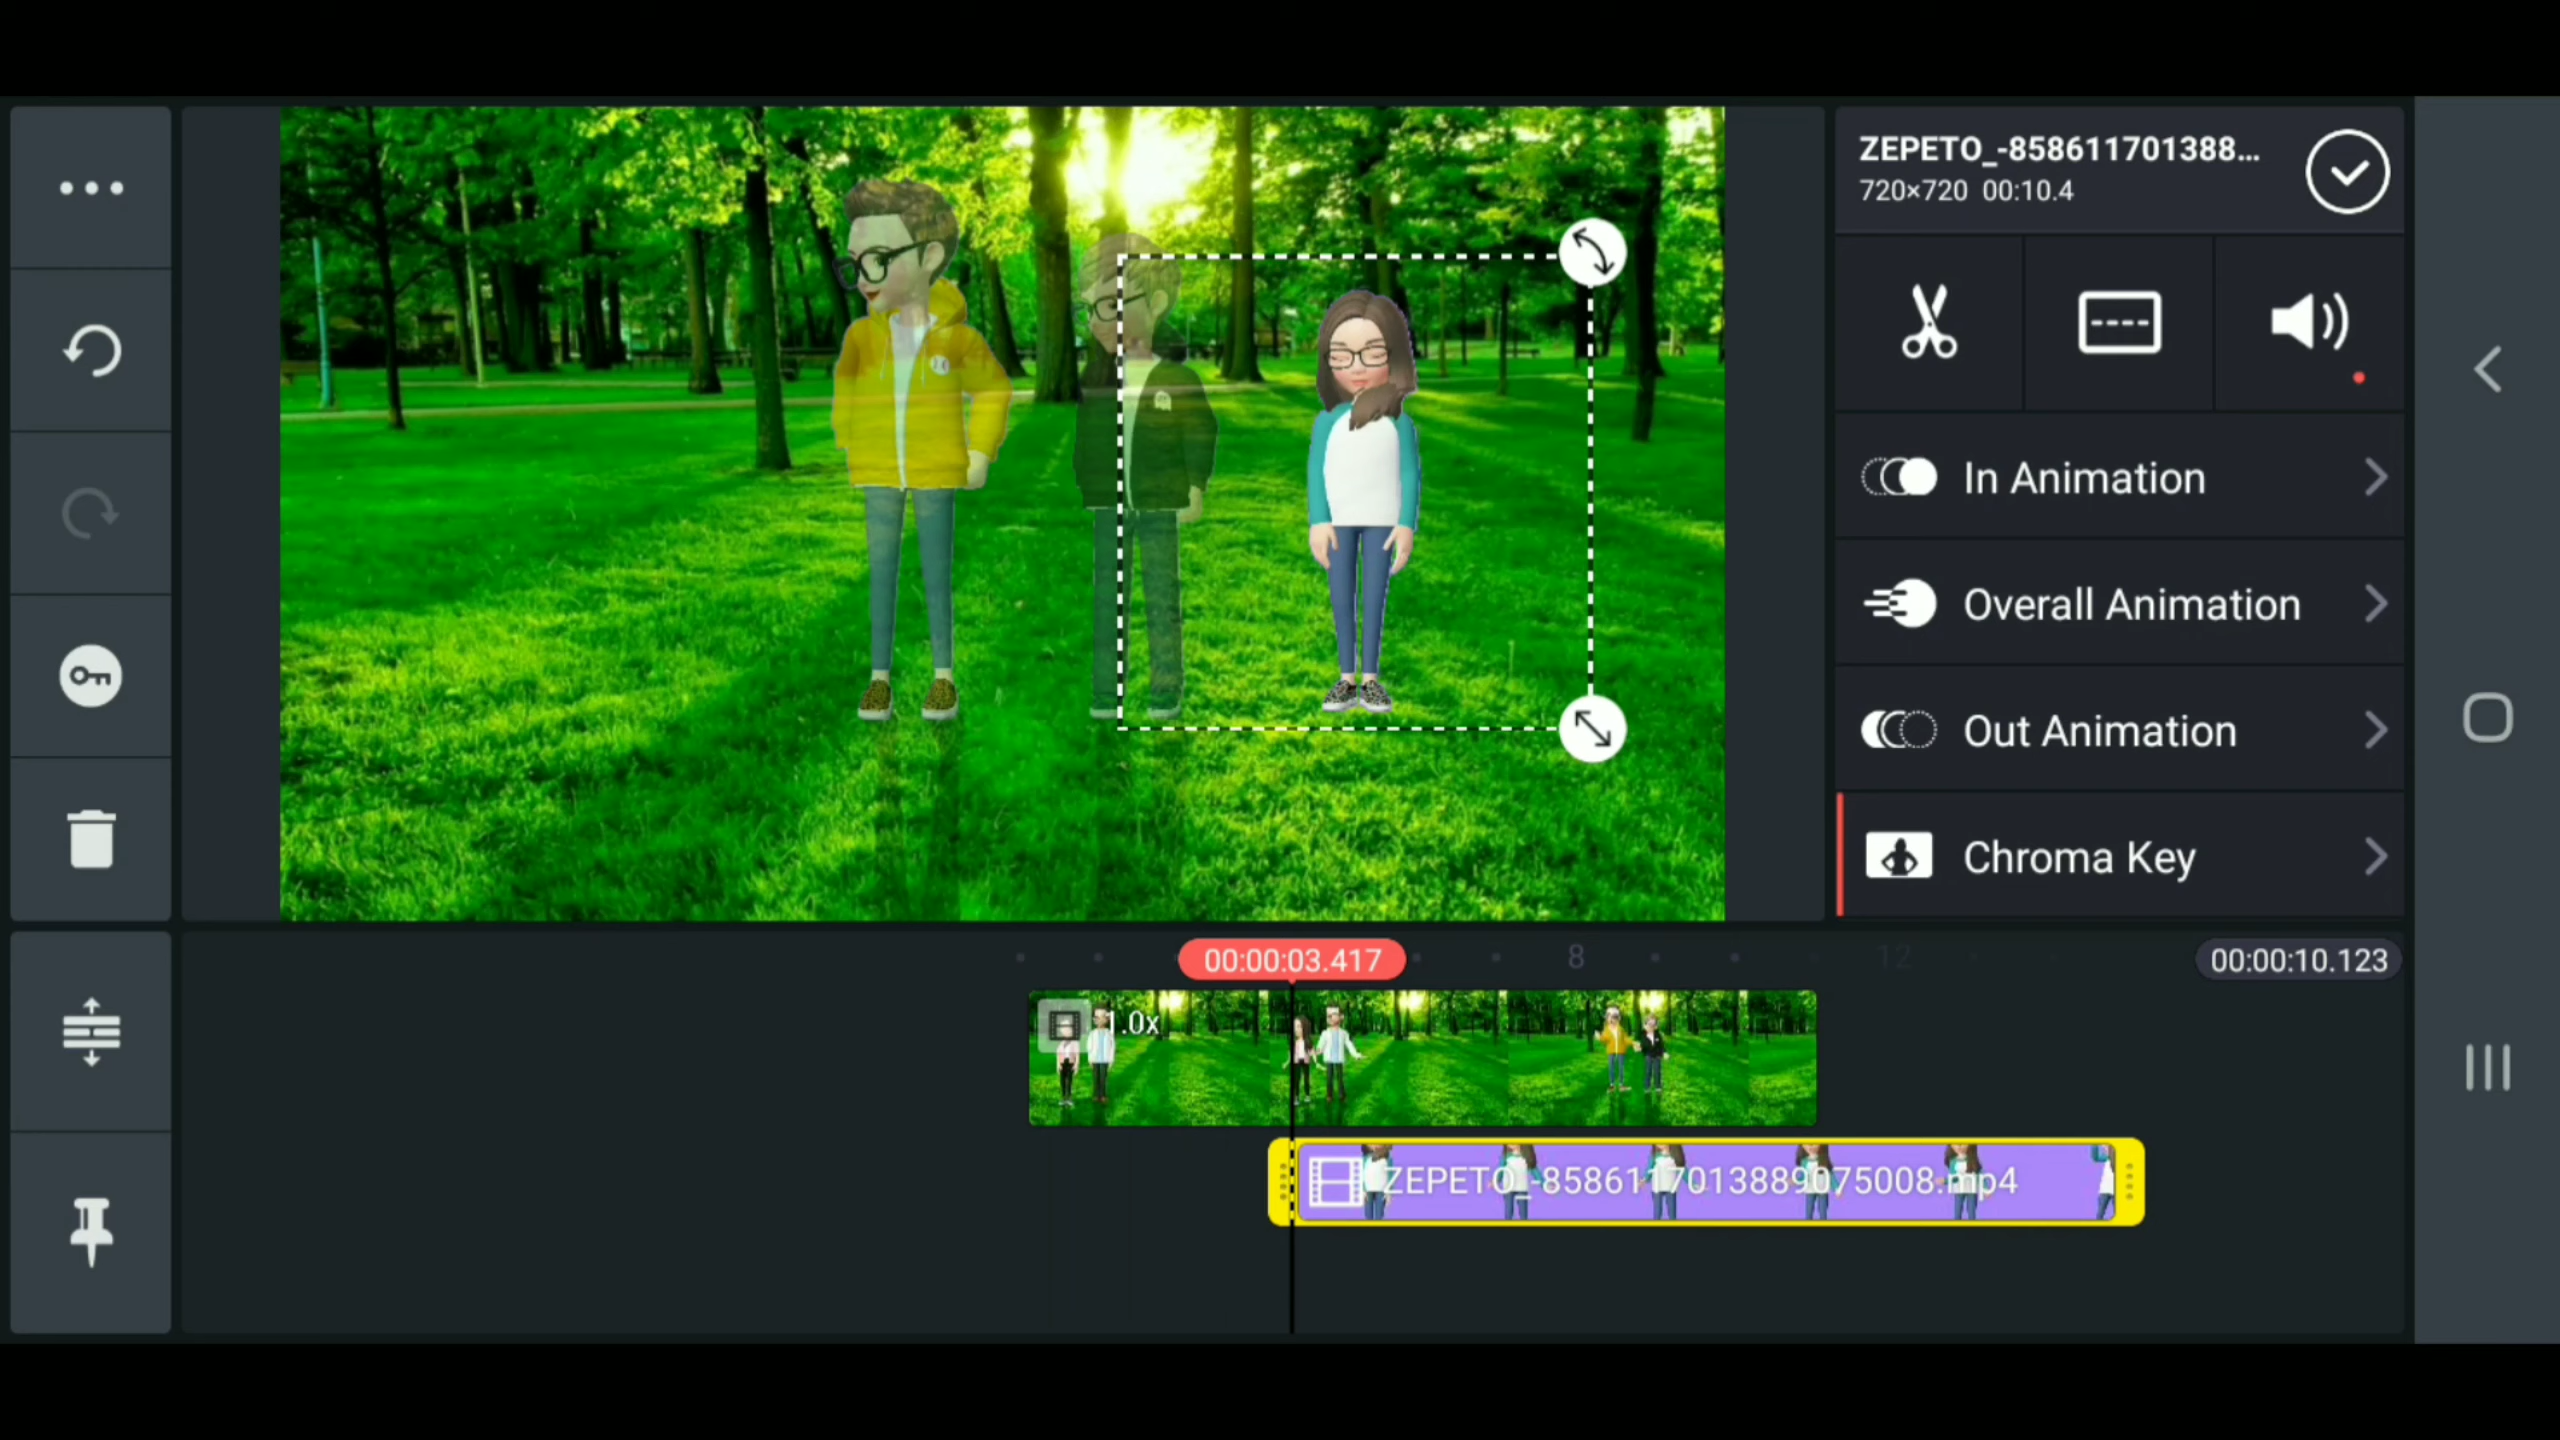 ZEPETO_-858611701388...
720×720 00:10.4
In Animation
Overall Animation
Out Animation
Chroma Key
00:00:03.417
8
12
00:00:10.123
1.0x
ZEPETO_-858611701388​9075008.mp4